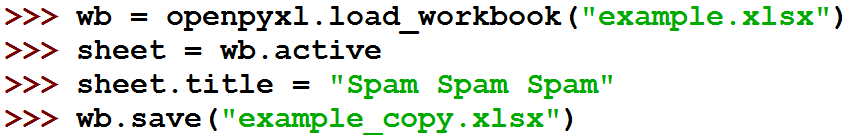 >>> wb = openpyxl.load_workbook("example.xlsx")
>>> sheet = wb.active
>>> sheet.title = "Spam Spam Spam"
>>> wb.save("example_copy.xlsx")